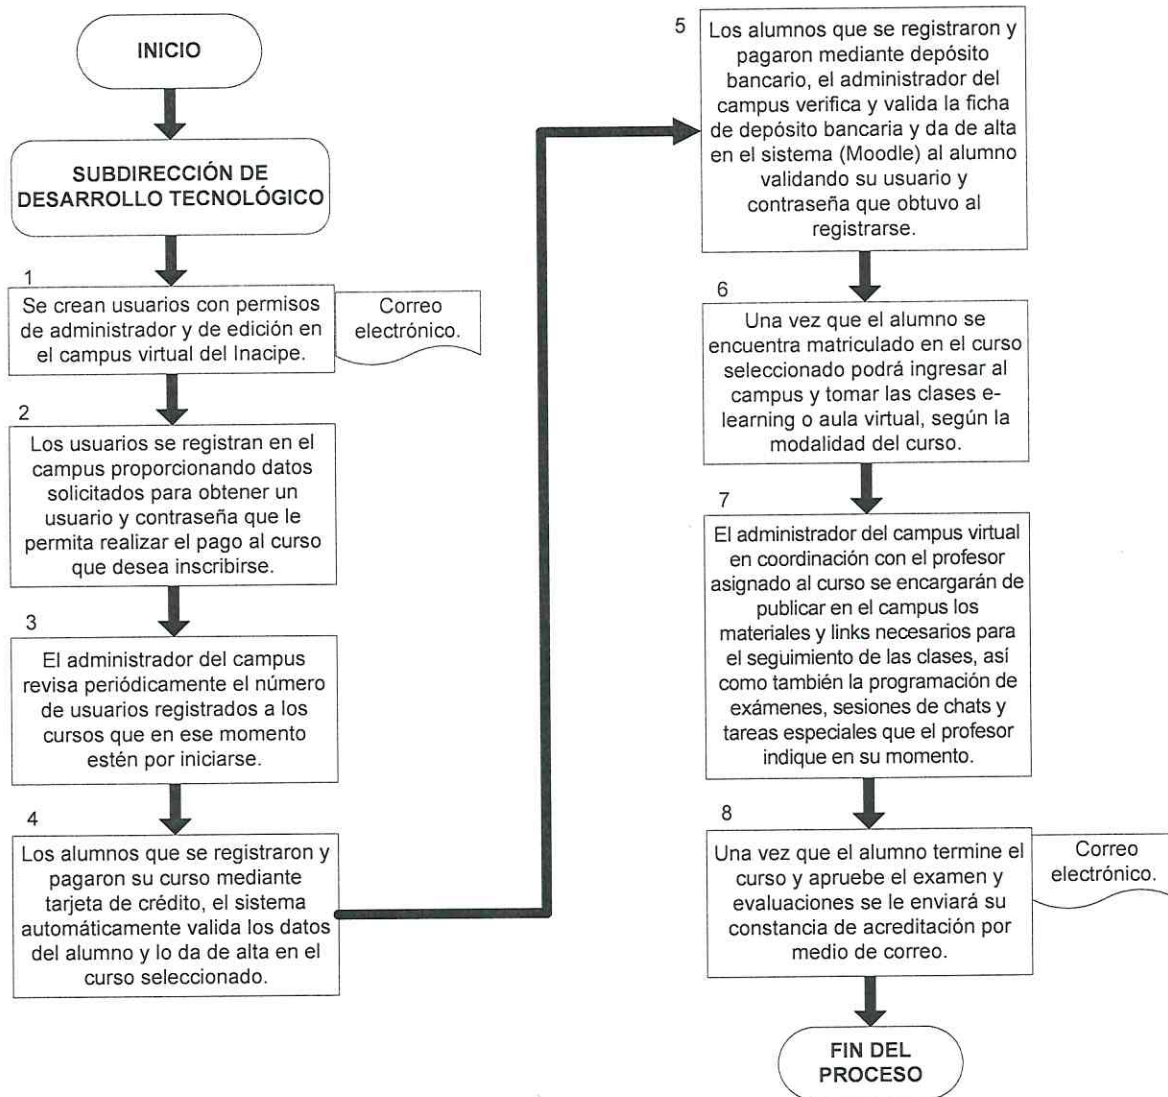 INICIO
SUBDIRECCIÓN DE
DESARROLLO TECNOLÓGICO
1
Se crean usuarios con permisos
de administrador y de edición en
el campus virtual del Inacipe.
Correo
electrónico.
2
Los usuarios se registran en el
campus proporcionando datos
solicitados para obtener un
usuario y contraseña que le
permita realizar el pago al curso
que desea inscribirse.
3
El administrador del campus
revisa periódicamente el número
de usuarios registrados a los
cursos que en ese momento
estén por iniciarse.
4
Los alumnos que se registraron y
pagaron su curso mediante
tarjeta de crédito, el sistema
automáticamente valida los datos
del alumno y lo da de alta en el
curso seleccionado.
5
Los alumnos que se registraron y
pagaron mediante depósito
bancario, el administrador del
campus verifica y valida la ficha
de depósito bancaria y da de alta
en el sistema (Moodle) al alumno
validando su usuario y
contraseña que obtuvo al
registrarse.
6
Una vez que el alumno se
encuentra matriculado en el curso
seleccionado podrá ingresar al
campus y tomar las clases e-
learning o aula virtual, según la
modalidad del curso.
7
El administrador del campus virtual
en coordinación con el profesor
asignado al curso se encargarán de
publicar en el campus los
materiales y links necesarios para
el seguimiento de las clases, así
como también la programación de
exámenes, sesiones de chats y
tareas especiales que el profesor
indique en su momento.
8
Una vez que el alumno termine el
curso y apruebe el examen y
evaluaciones se le enviará su
constancia de acreditación por
medio de correo.
Correo
electrónico.
FIN DEL
PROCESO